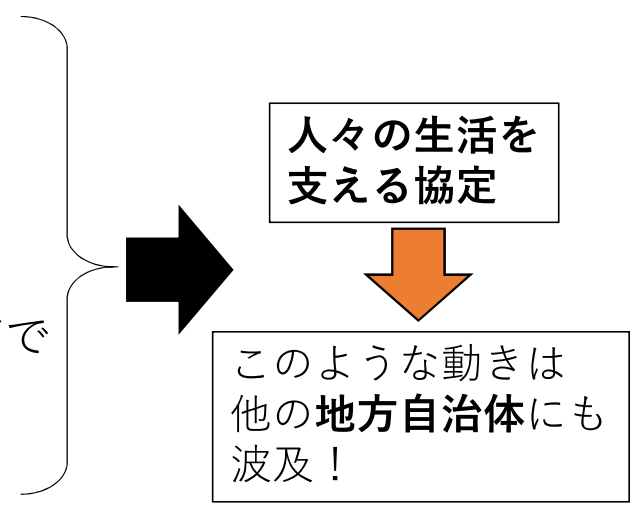 人々の生活を
支える協定
で
このような動きは
他の地方自治体にも
波及！